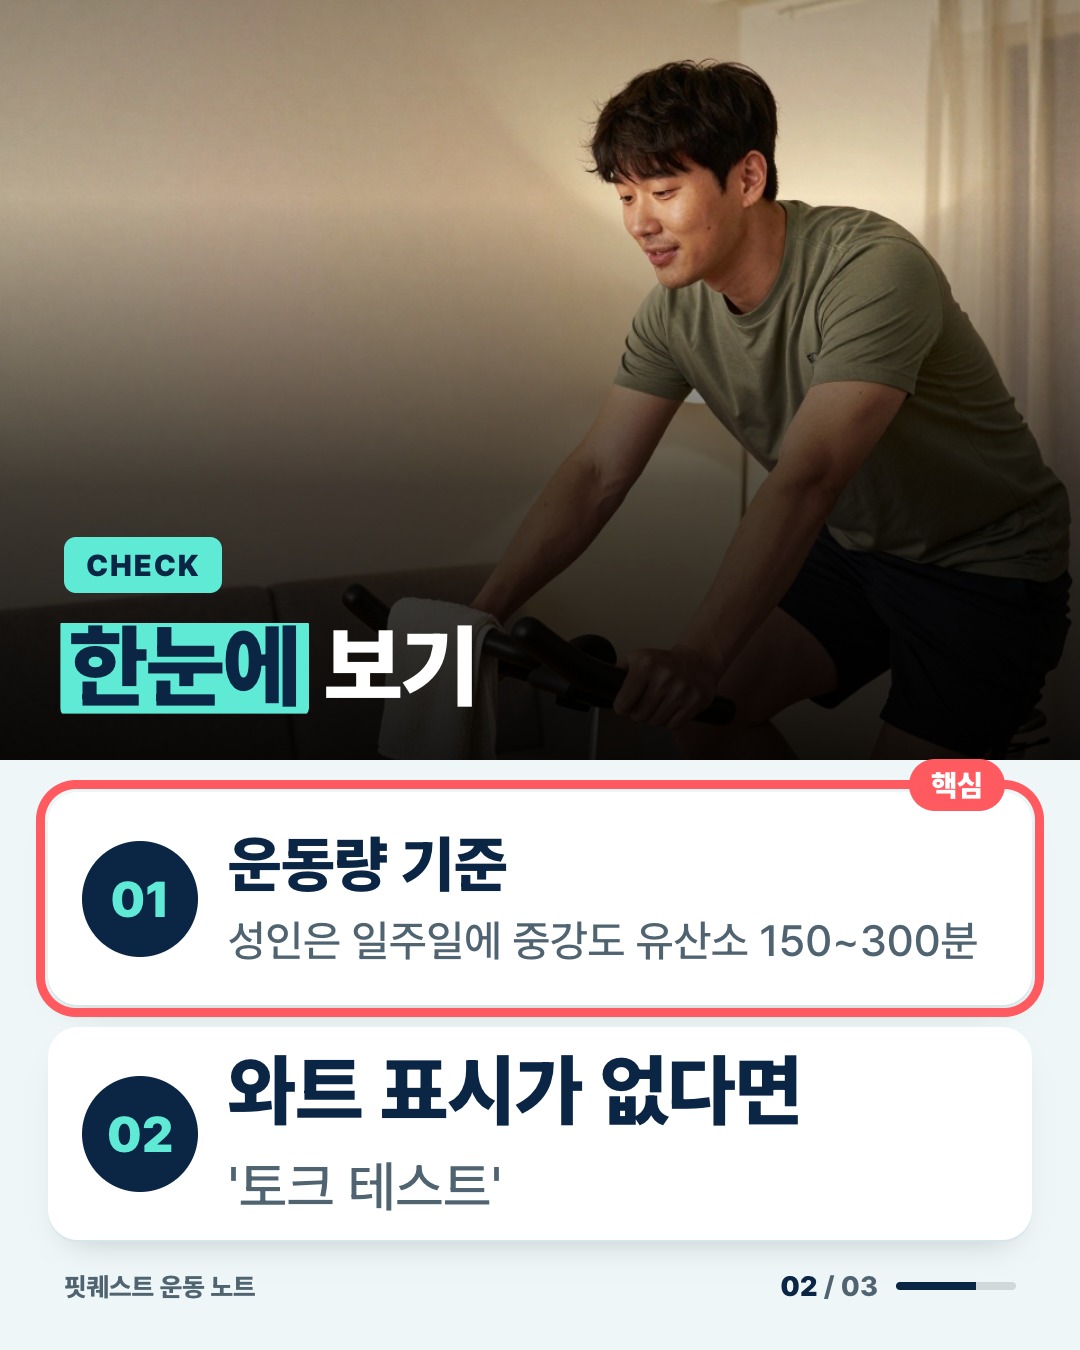 CHECK
한눈에 보기
핵심
01
운동량 기준
성인은 일주일에 중강도 유산소 150~300분
02
와트 표시가 없다면
'토크 테스트'
핏퀘스트 운동 노트
02 / 03